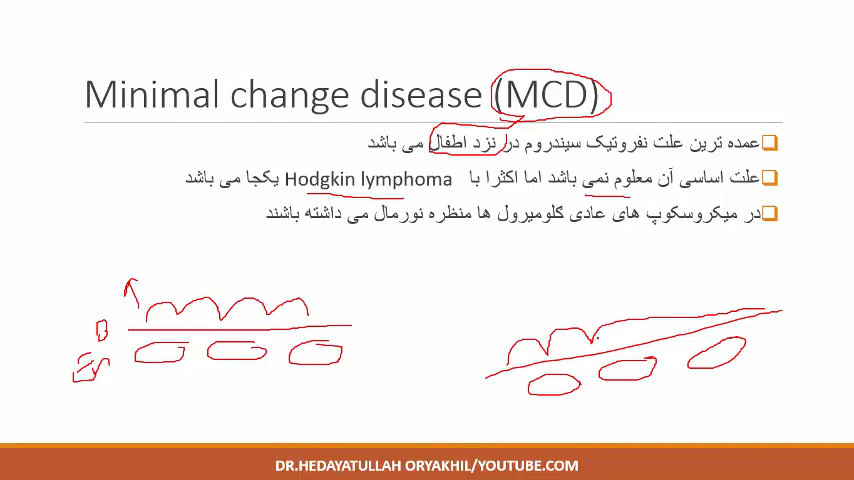 Minimal change disease (MCD)
عمده ترین علت نفروتیک سیندروم در نزد اطفال می باشد
علت اساسی آن معلوم نمی باشد اما اکثرا با Hodgkin lymphoma یکجا می باشد
در میکروسکوپ های عادی گلومیرول ها منظره نورمال می داشته باشند
DR.HEDAYATULLAH ORYAKHIL/YOUTUBE.COM